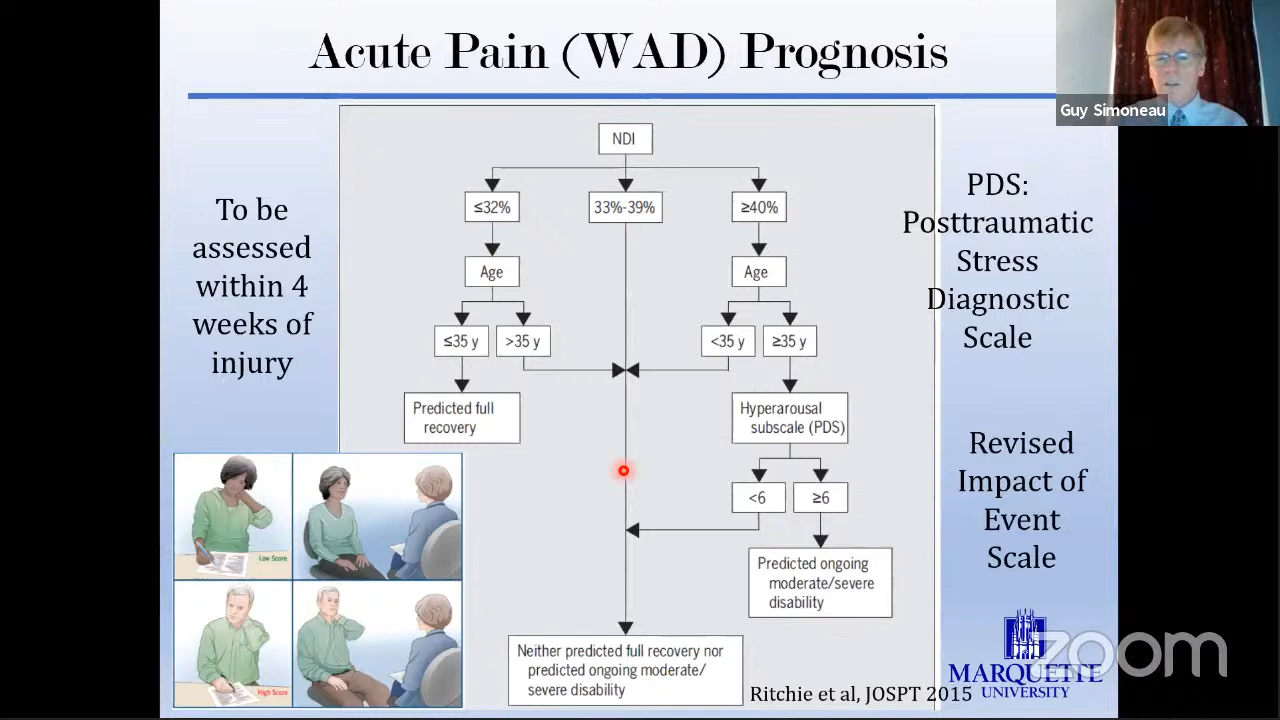 Acute Pain (WAD) Prognosis
Guy Simoneau
To be
assessed
within 4
weeks of
injury
NDI
≤32%
33%-39%
≥40%
Age
Age
≤35 y
>35 y
<35 y
≥35 y
Predicted full
recovery
Hyperarousal
subscale (PDS)
<6
≥6
Predicted ongoing
moderate/severe
disability
Neither predicted full recovery nor
predicted ongoing moderate/
severe disability
PDS:
Posttraumatic
Stress
Diagnostic
Scale
Revised
Impact of
Event
Scale
Low Score
High Score
Ritchie et al, JOSPT 2015
MARQUETTE
UNIVERSITY
zoom